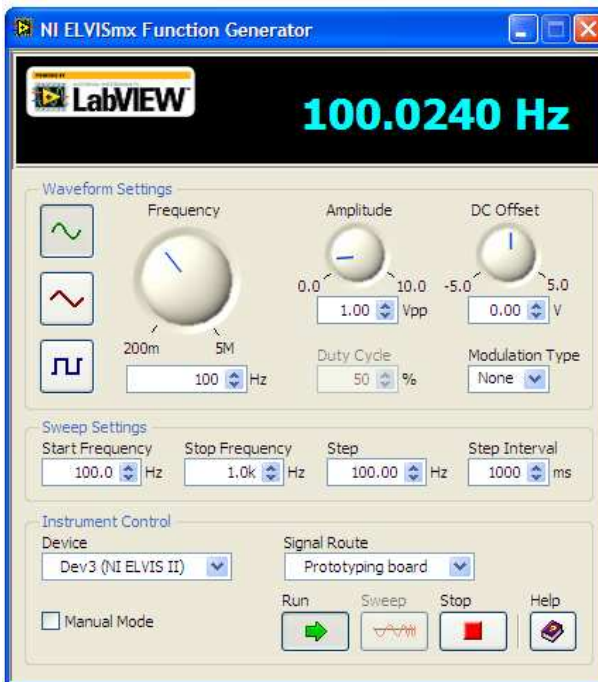 NI ELVISmx Function Generator
POWERED BY
LabVIEW
100.0240 Hz
Waveform Settings
Frequency
Amplitude
DC Offset
0.0 10.0
-5.0 5.0
1.00 Vpp
0.00 V
200m 5M
100 Hz
Duty Cycle
50 %
Modulation Type
None
Sweep Settings
Start Frequency
Stop Frequency
Step
Step Interval
100.0 Hz
1.0k Hz
100.00 Hz
1000 ms
Instrument Control
Device
Signal Route
Dev3 (NI ELVIS II)
Prototyping board
Manual Mode
Run
Sweep
Stop
Help